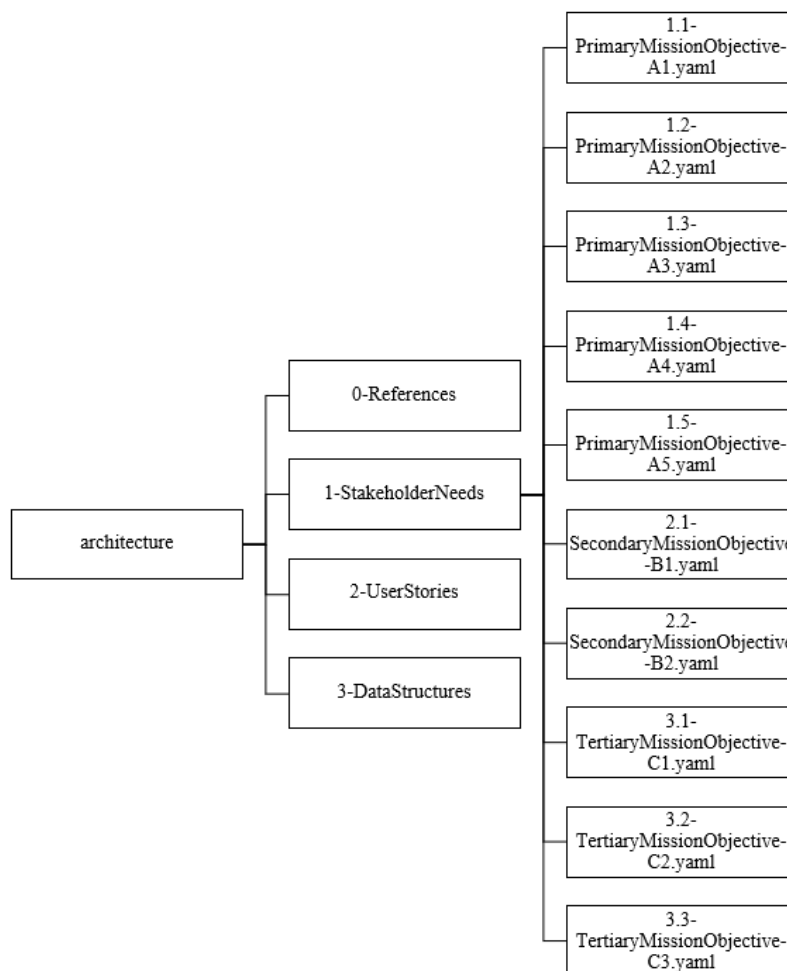 architecture
0-References
1-StakeholderNeeds
2-UserStories
3-DataStructures
1.1-
PrimaryMissionObjective-
A1.yaml
1.2-
PrimaryMissionObjective-
A2.yaml
1.3-
PrimaryMissionObjective-
A3.yaml
1.4-
PrimaryMissionObjective-
A4.yaml
1.5-
PrimaryMissionObjective-
A5.yaml
2.1-
SecondaryMissionObjective
-B1.yaml
2.2-
SecondaryMissionObjective
-B2.yaml
3.1-
TertiaryMissionObjective-
C1.yaml
3.2-
TertiaryMissionObjective-
C2.yaml
3.3-
TertiaryMissionObjective-
C3.yaml